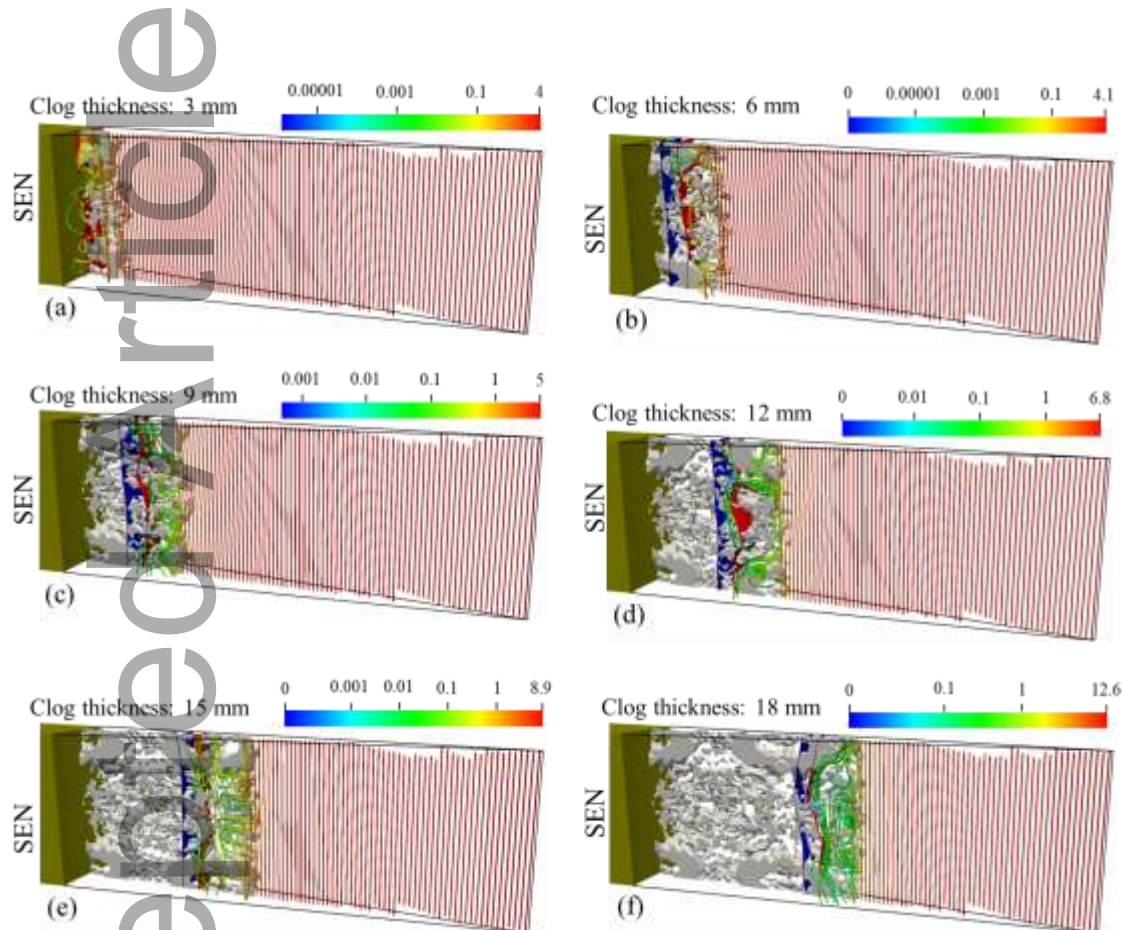 0.00001 0.001 0.1 4
Clog thickness: 3 mm
SEN
(a)
0 0.00001 0.001 0.1 4.1
Clog thickness: 6 mm
SEN
(b)
0.001 0.01 0.1 1 5
Clog thickness: 9 mm
SEN
(c)
0 0.01 0.1 1 6.8
Clog thickness: 12 mm
SEN
(d)
0 0.001 0.01 0.1 1 8.9
Clog thickness: 15 mm
SEN
(e)
0 0.1 1 12.6
Clog thickness: 18 mm
SEN
(f)
epted Article